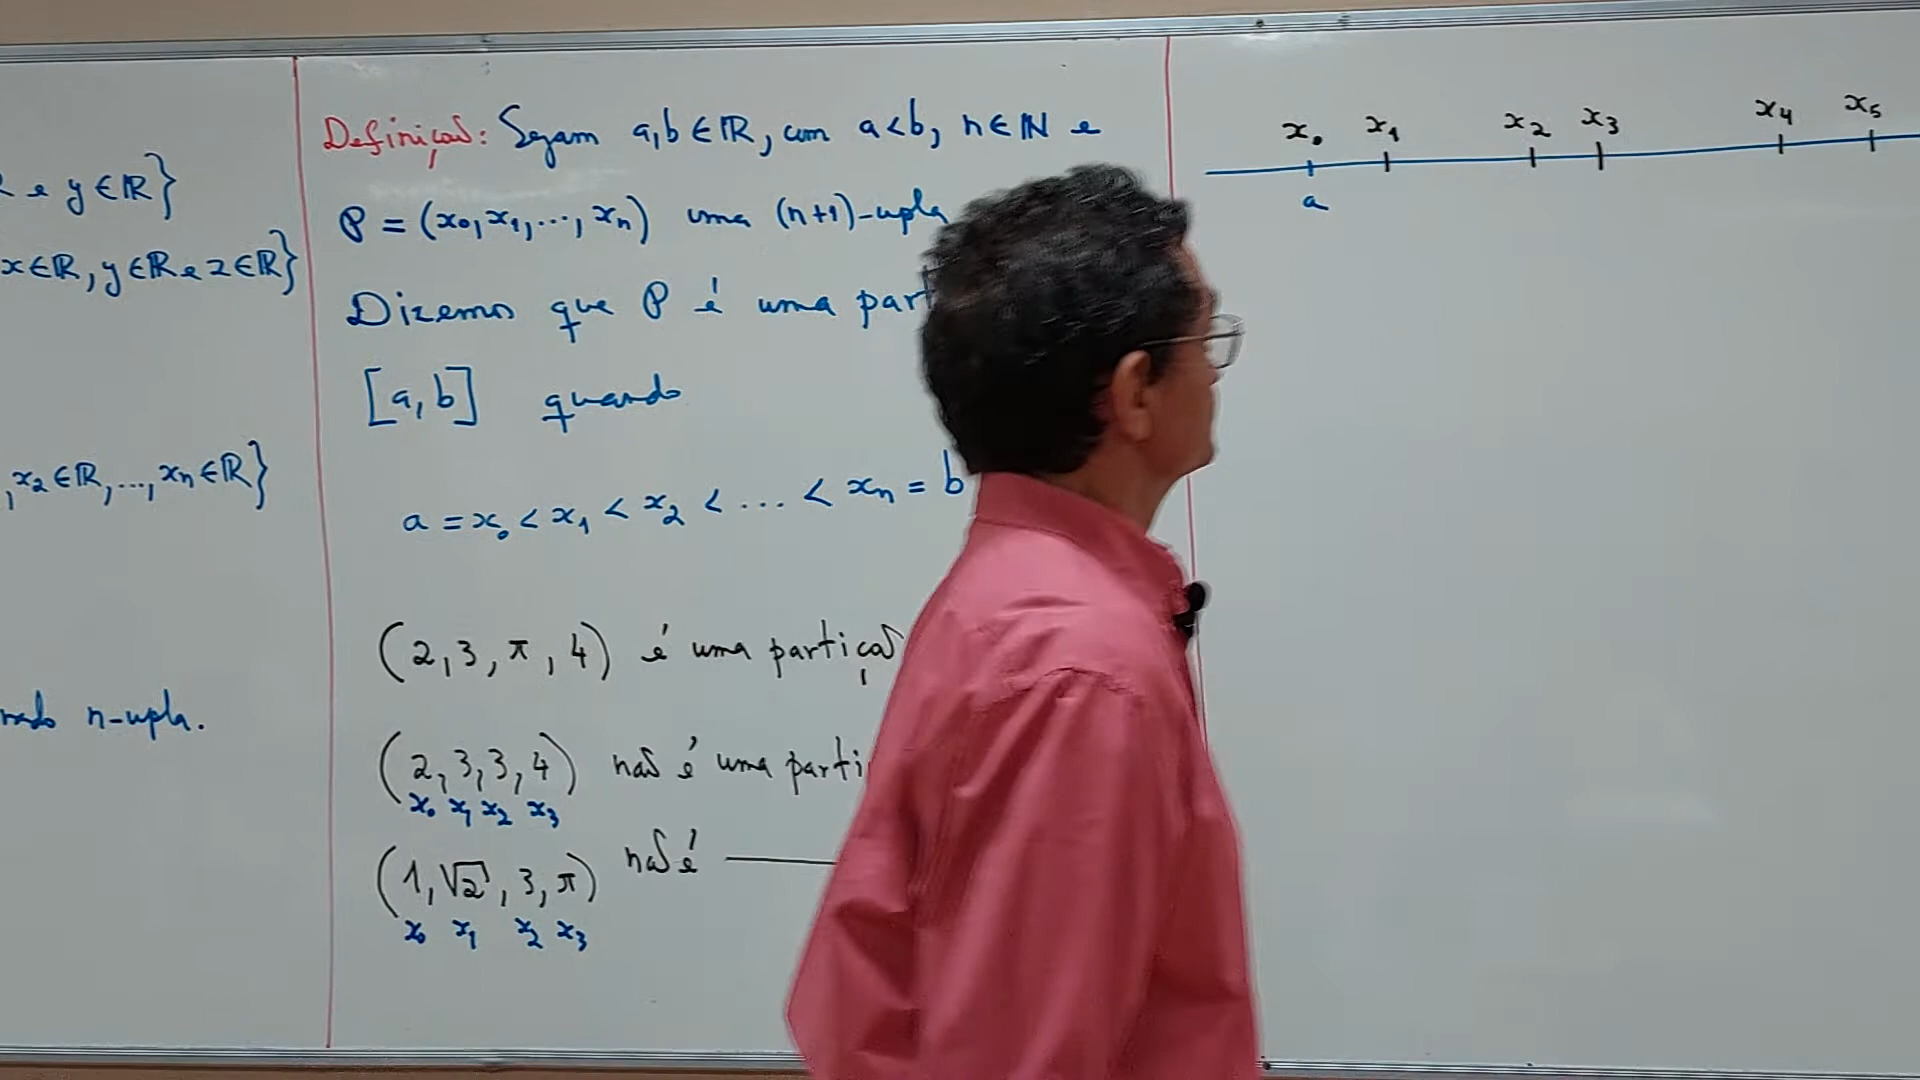 e y ∈ ℝ}
x ∈ ℝ, y ∈ ℝ e z ∈ ℝ}
, x₂ ∈ ℝ, ..., xₙ ∈ ℝ}
n-upla.
Definição: Sejam a, b ∈ ℝ, com a < b, n ∈ ℕ e
P = (x₀, x₁, ..., xₙ) uma (n+1)-upla
Dizemos que P é uma part
[a, b] quando
a = x₀ < x₁ < x₂ < ... < xₙ = b
(2, 3, π, 4) é uma partição
(2, 3, 3, 4) não é uma parti
x₀ x₁ x₂ x₃
(1, √2, 3, π) não é —
x₀ x₁ x₂ x₃
x₀ x₁ x₂ x₃ x₄ x₅
a